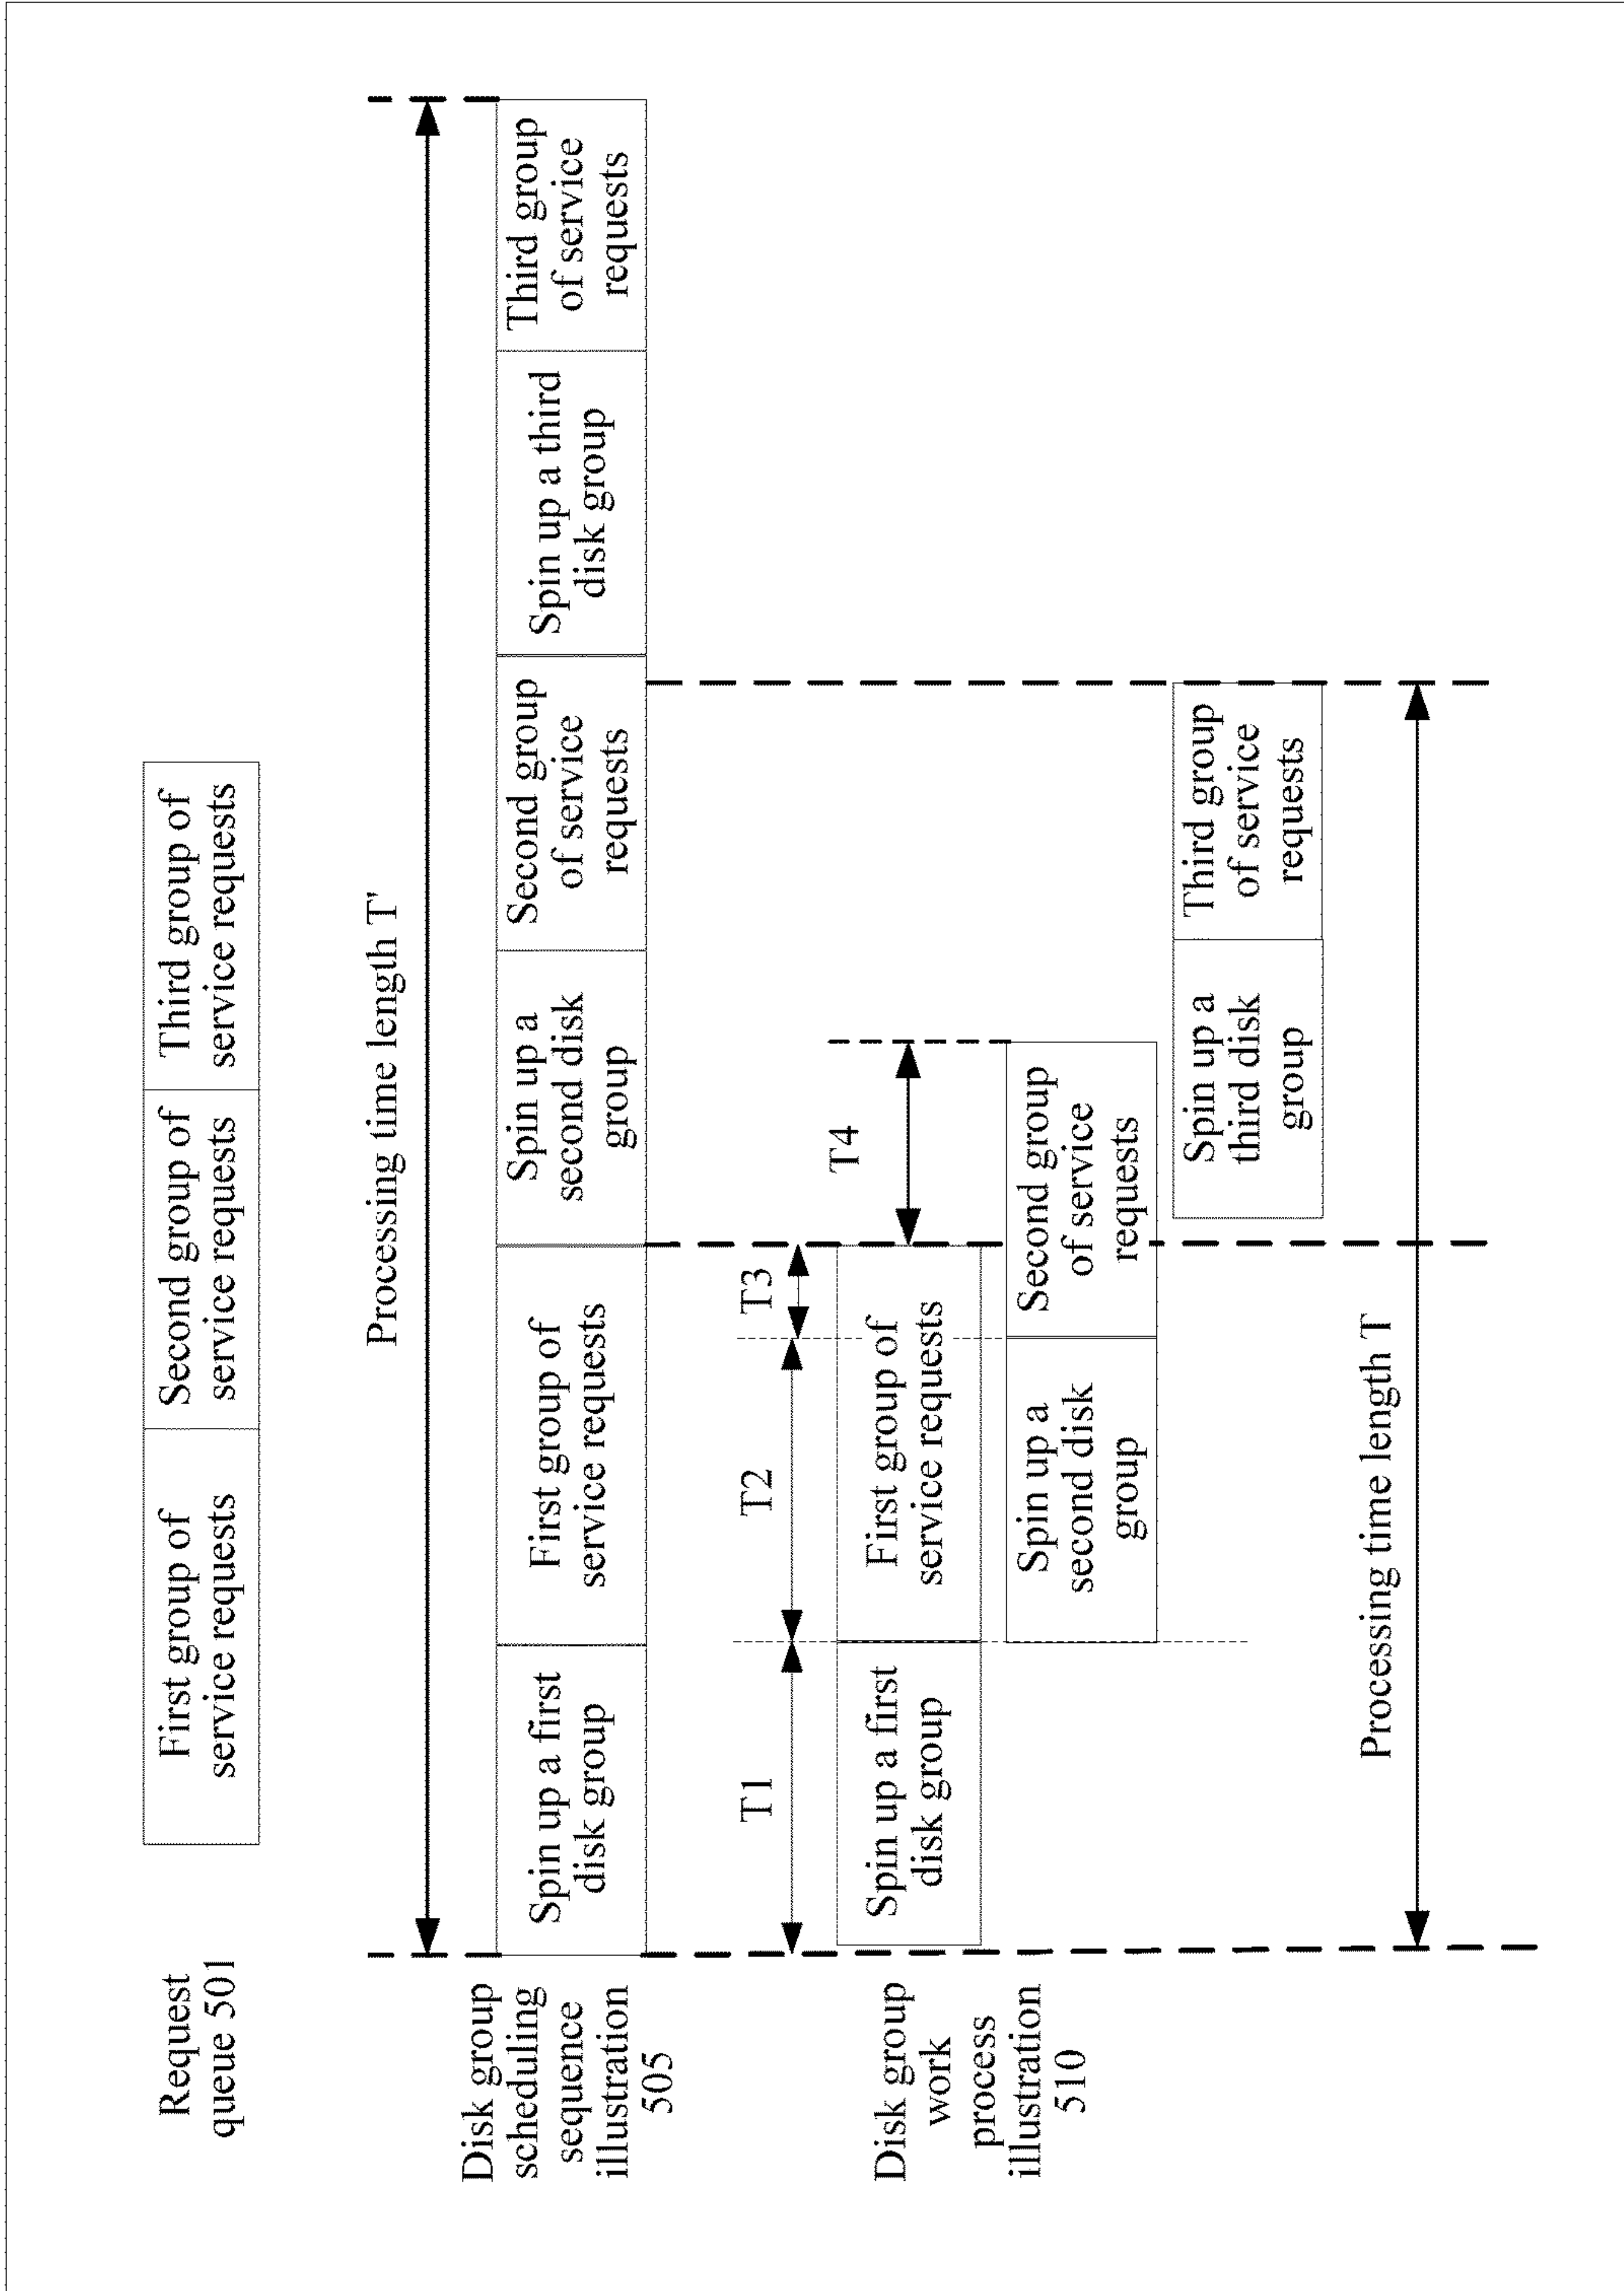 Request
queue 501
First group of
service requests
Second group of
service requests
Third group of
service requests
Processing time length T'
Disk group
scheduling
sequence
illustration
505
Spin up a first
disk group
First group of
service requests
Spin up a
second disk
group
Second group
of service
requests
Spin up a third
disk group
Third group
of service
requests
T1
T2
T3
T4
Disk group
work
process
illustration
510
Spin up a first
disk group
First group of
service requests
Spin up a
second disk
group
Second group
of service
requests
Spin up a
third disk
group
Third group
of service
requests
Processing time length T